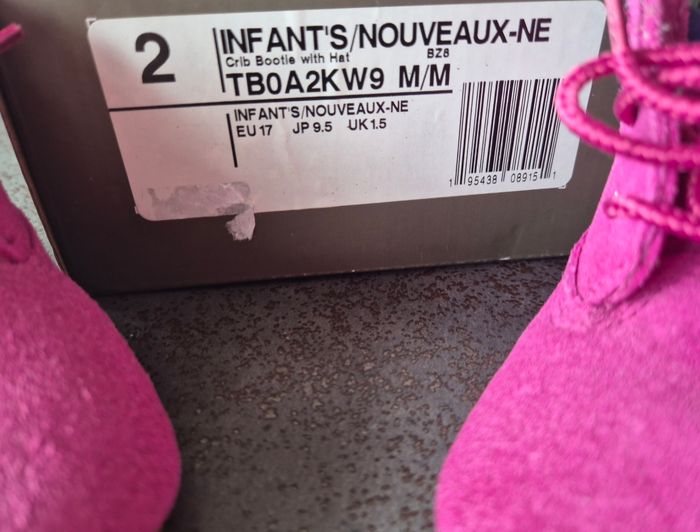 2
INFANT'S/NOUVEAUX-NE
Crib Bootie with Hat BZ6
TB0A2KW9 M/M
INFANT'S/NOUVEAUX-NE
EU 17 JP 9.5 UK 1.5
1 95438 08915 1